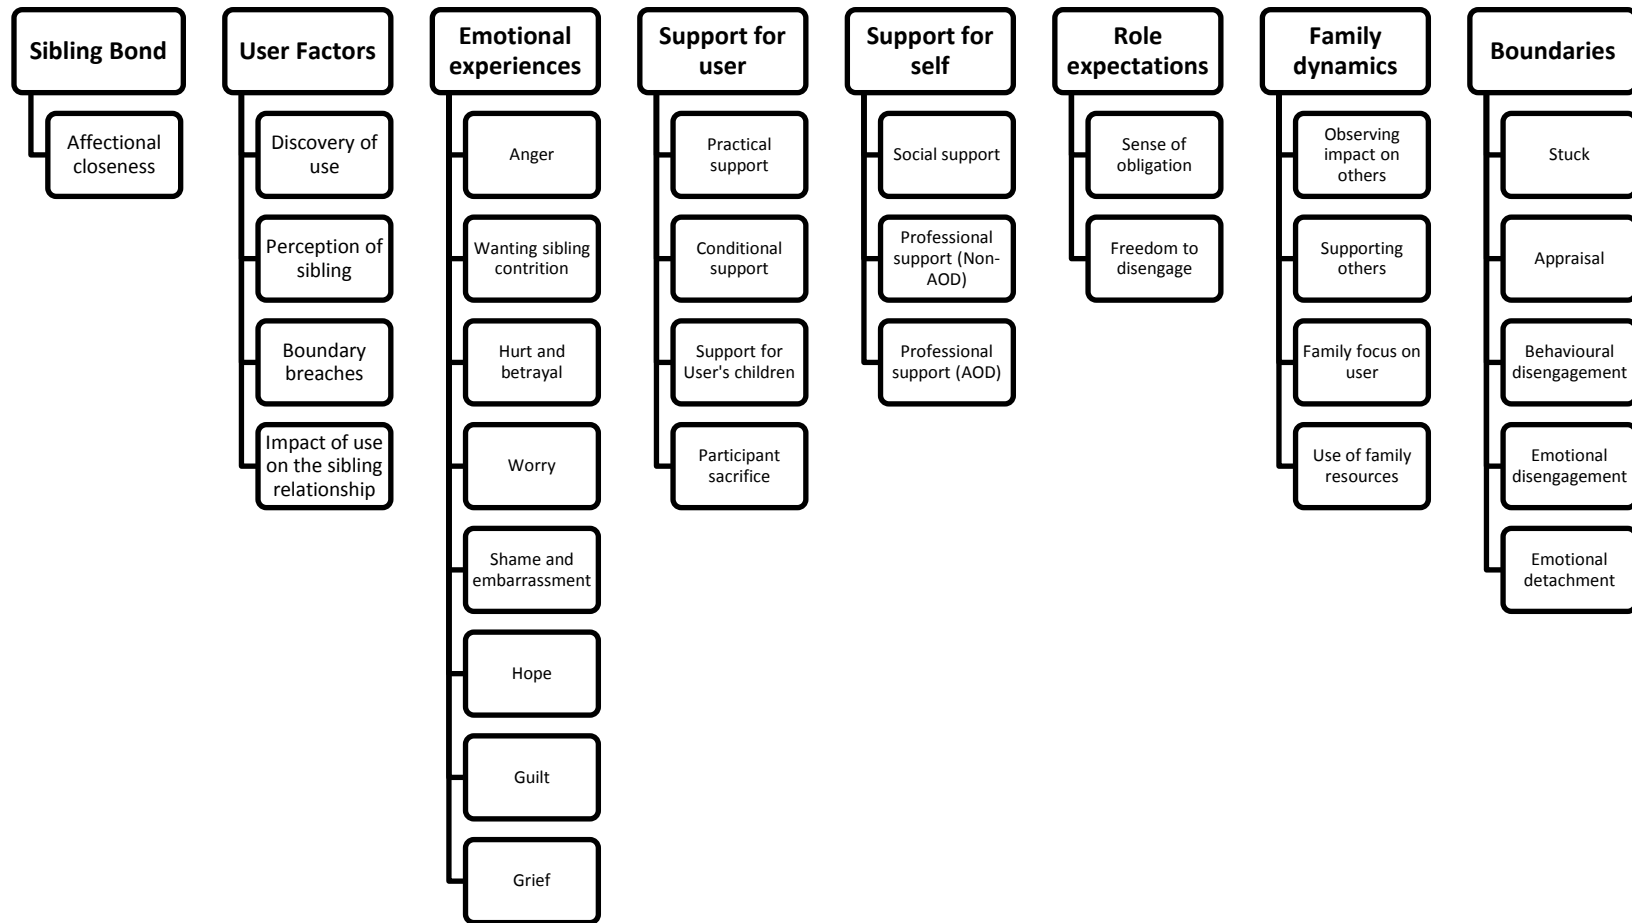 Sibling Bond
Affectional
closeness
User Factors
Discovery of
use
Perception of
sibling
Boundary
breaches
Impact of use
on the sibling
relationship
Emotional
experiences
Anger
Wanting sibling
contrition
Hurt and
betrayal
Worry
Shame and
embarrassment
Hope
Guilt
Grief
Support for
user
Practical
support
Conditional
support
Support for
User's children
Participant
sacrifice
Support for
self
Social support
Professional
support (Non-
AOD)
Professional
support (AOD)
Role
expectations
Sense of
obligation
Freedom to
disengage
Family
dynamics
Observing
impact on
others
Supporting
others
Family focus on
user
Use of family
resources
Boundaries
Stuck
Appraisal
Behavioural
disengagement
Emotional
disengagement
Emotional
detachment